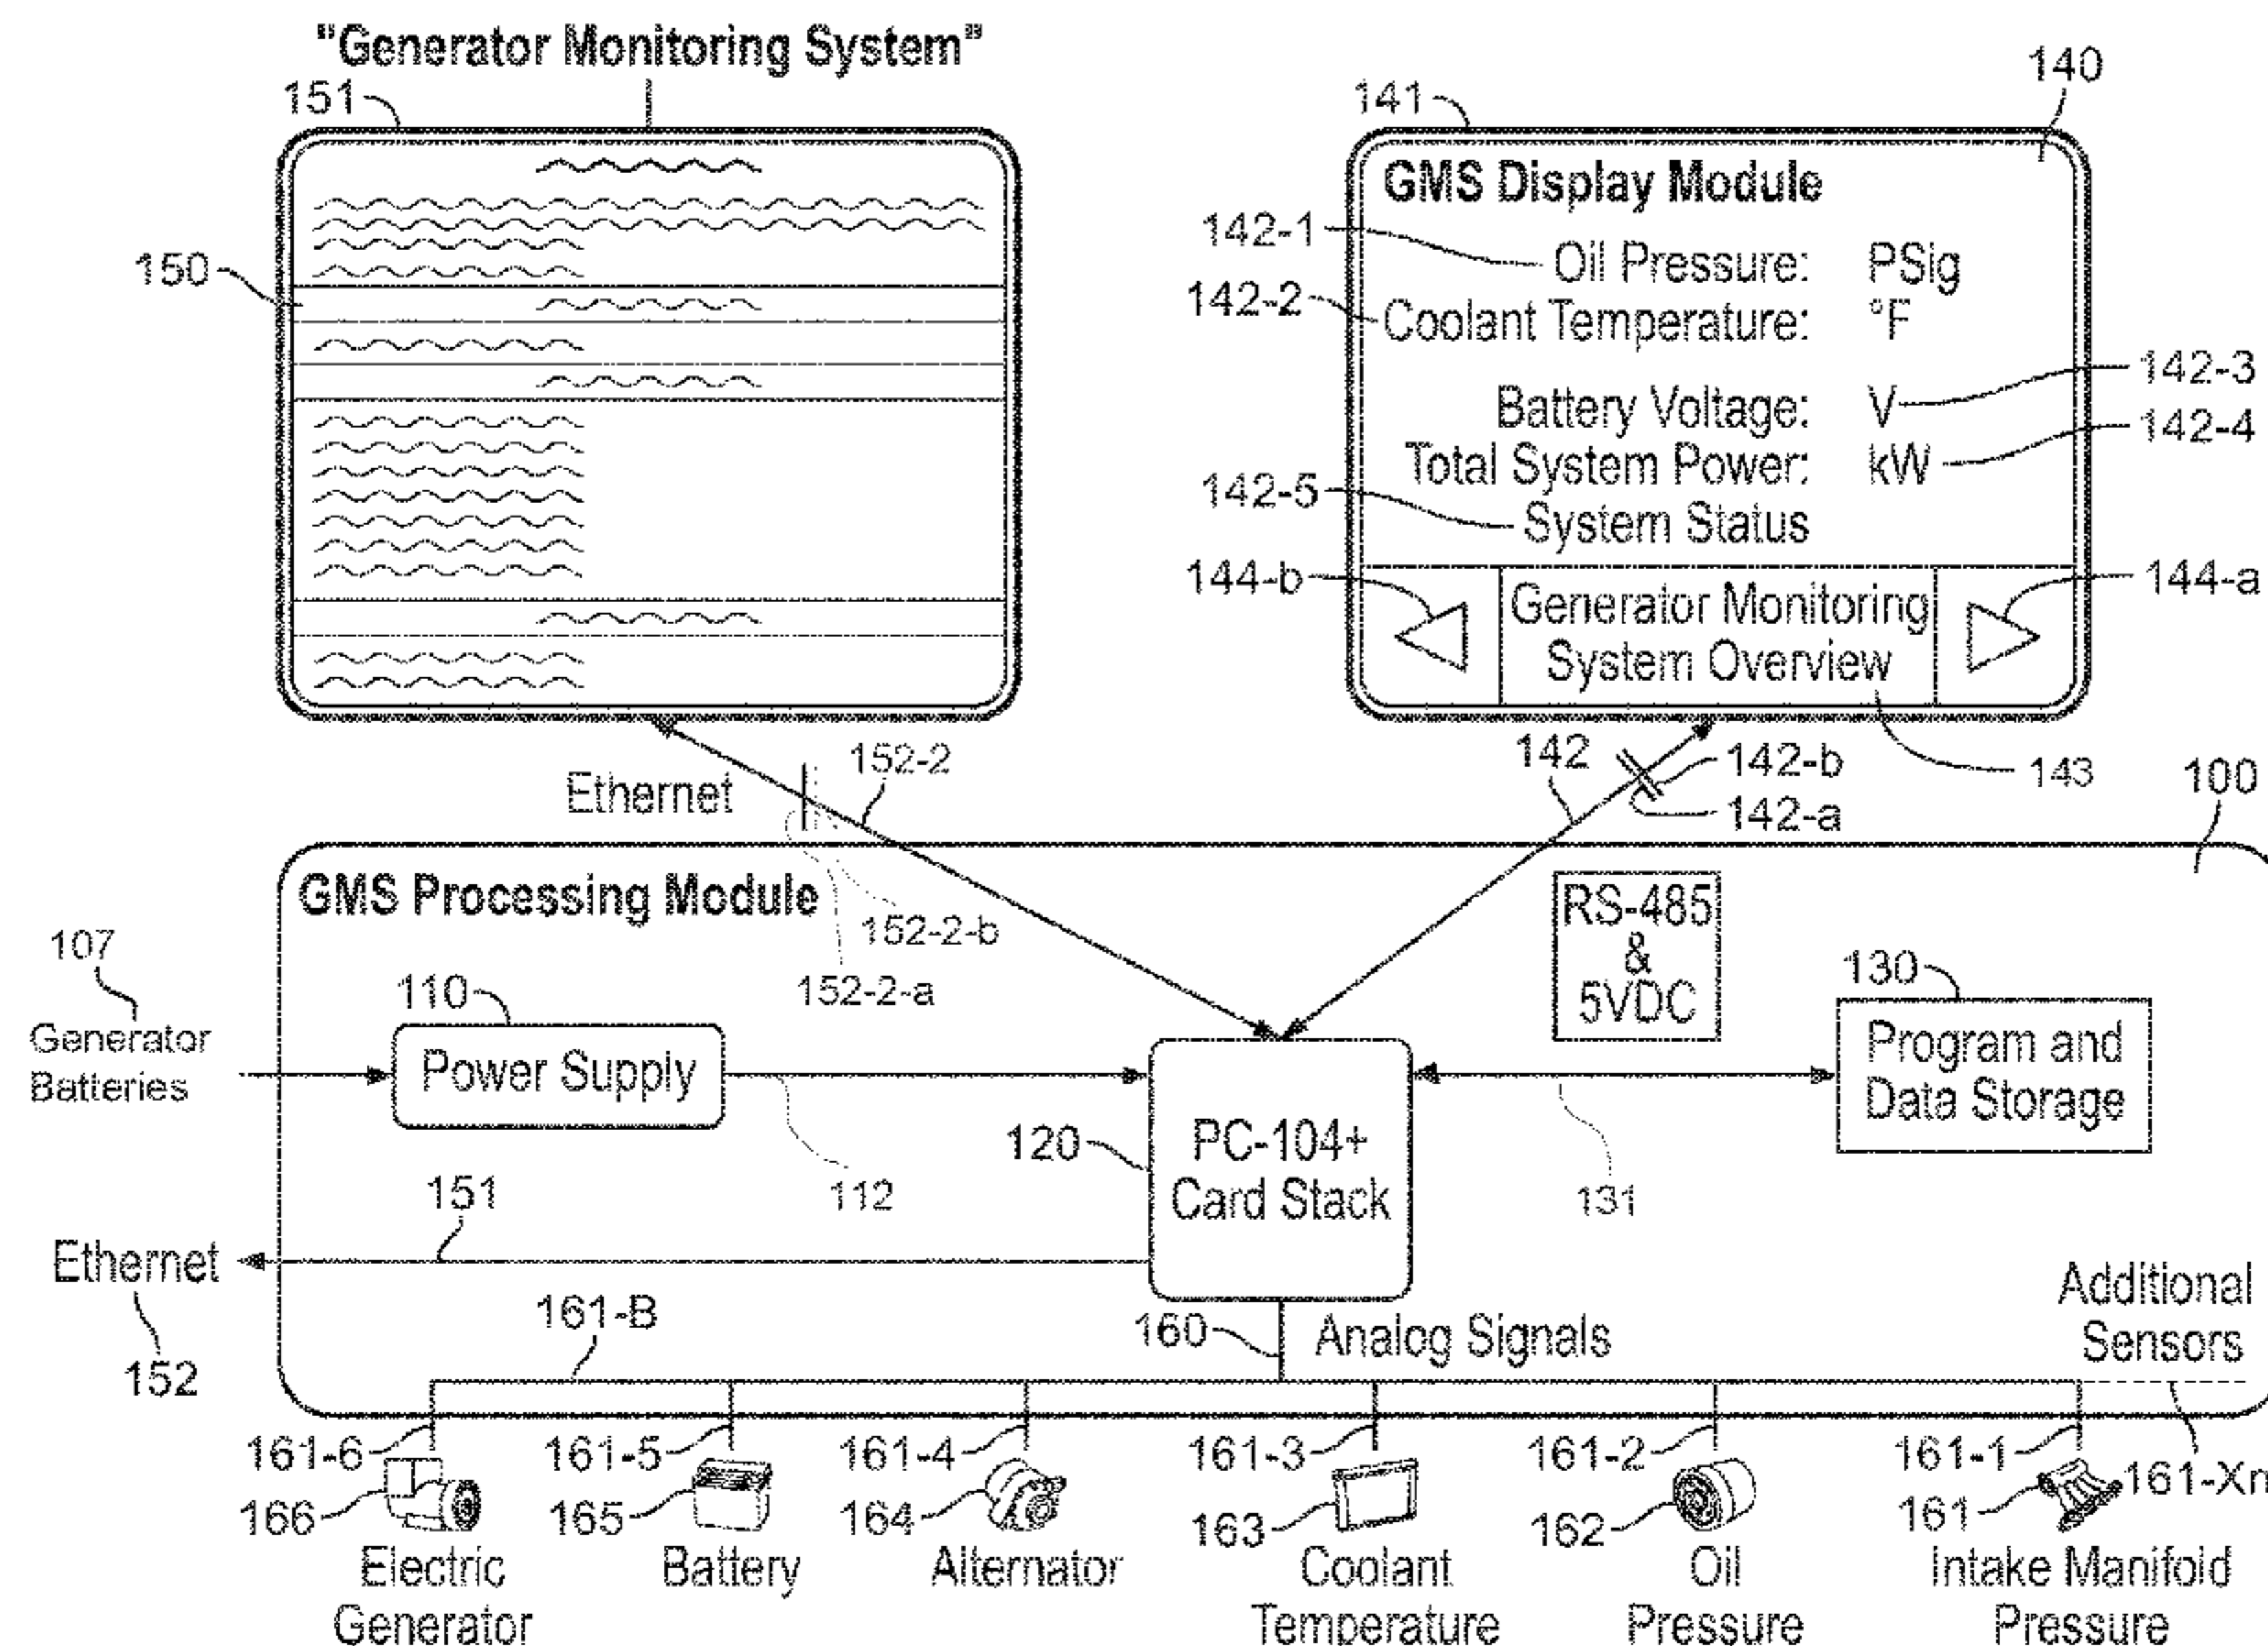 "Generator Monitoring System"
151
150
141
140
GMS Display Module
142-1
Oil Pressure: PSig
142-2
Coolant Temperature: °F
142-3
Battery Voltage: V
142-4
Total System Power: kW
142-5
System Status
144-b
144-a
Generator Monitoring
System Overview
143
Ethernet
152-2
152-2-b
152-2-a
142
142-b
142-a
100
GMS Processing Module
RS-485
&
5VDC
107
Generator
Batteries
110
Power Supply
112
120
PC-104+
Card Stack
131
130
Program and
Data Storage
151
Ethernet
152
161-B
160
Analog Signals
Additional
Sensors
161-6
161-5
161-4
161-3
161-2
161-1
161-Xn
166
165
164
163
162
161
Electric
Generator
Battery
Alternator
Coolant
Temperature
Oil
Pressure
Intake Manifold
Pressure